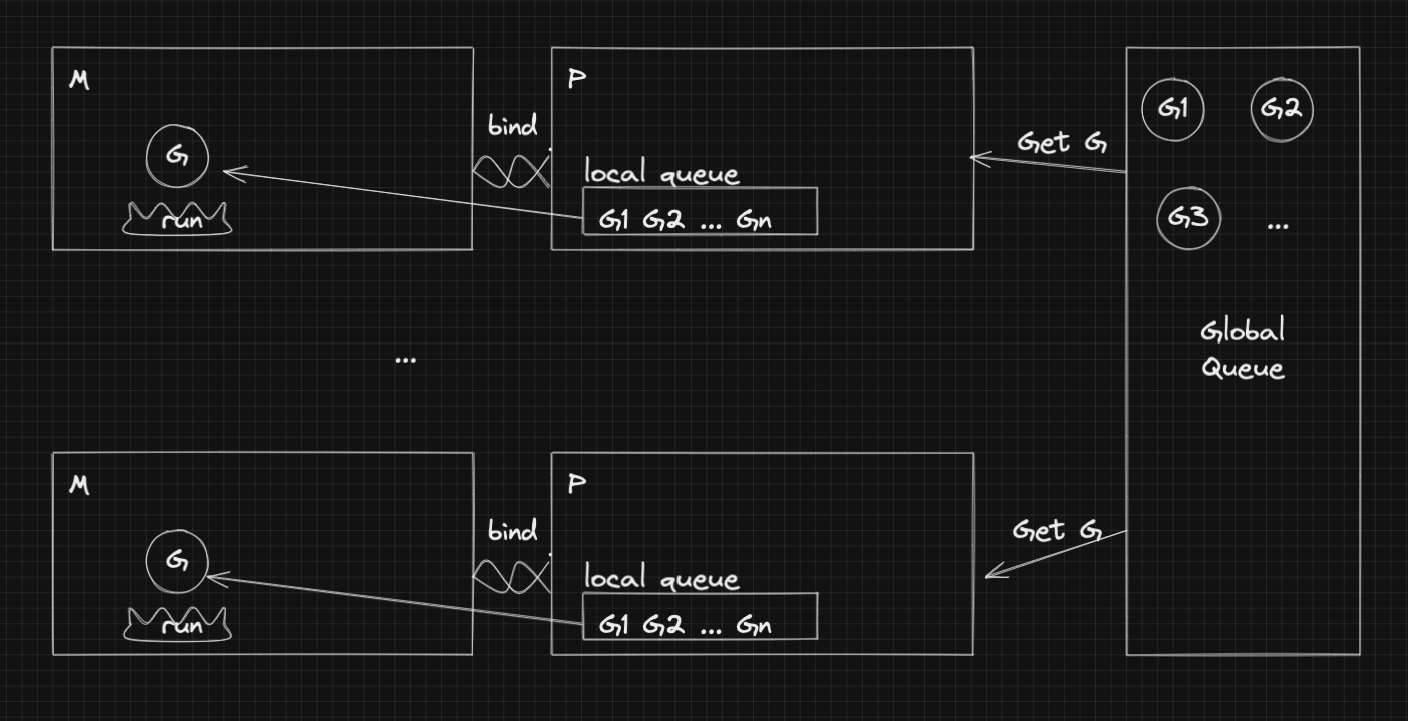 M
G
run
bind
P
local queue
G1 G2 ... Gn
Get G
G1 G2
G3 ...
Global
Queue
...
M
G
run
bind
P
local queue
G1 G2 ... Gn
Get G